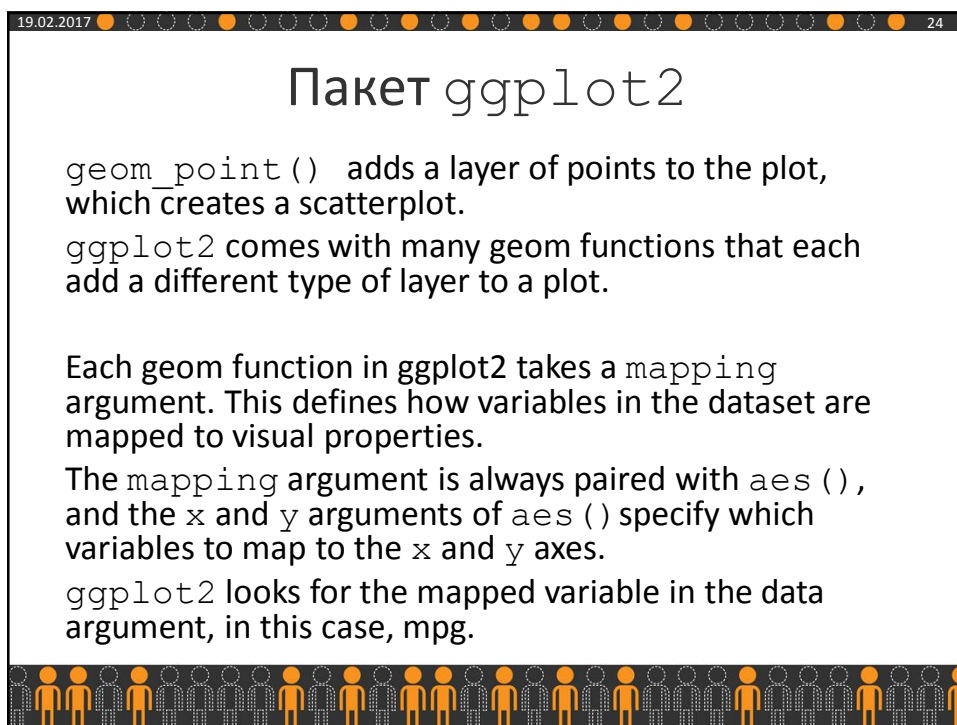 19.02.2017
24
Пакет ggplot2
geom_point() adds a layer of points to the plot,
which creates a scatterplot.
ggplot2 comes with many geom functions that each
add a different type of layer to a plot.
Each geom function in ggplot2 takes a mapping
argument. This defines how variables in the dataset are
mapped to visual properties.
The mapping argument is always paired with aes(),
and the x and y arguments of aes() specify which
variables to map to the x and y axes.
ggplot2 looks for the mapped variable in the data
argument, in this case, mpg.